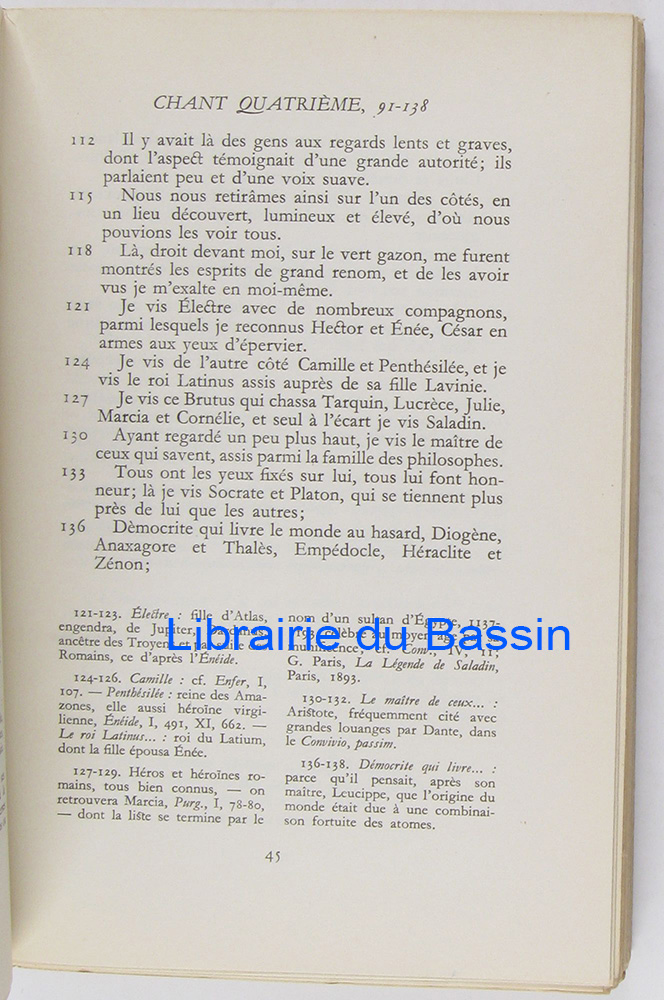 CHANT QUATRIÈME, 91-138
112 Il y avait là des gens aux regards lents et graves,
dont l'aspect témoignait d'une grande autorité; ils
parlaient peu et d'une voix suave.
115 Nous nous retirâmes ainsi sur l'un des côtés, en
un lieu découvert, lumineux et élevé, d'où nous
pouvions les voir tous.
118 Là, droit devant moi, sur le vert gazon, me furent
montrés les esprits de grand renom, et de les avoir
vus je m'exalte en moi-même.
121 Je vis Électre avec de nombreux compagnons,
parmi lesquels je reconnus Hector et Énée, César en
armes aux yeux d'épervier.
124 Je vis de l'autre côté Camille et Penthésilée, et je
vis le roi Latinus assis auprès de sa fille Lavinie.
127 Je vis ce Brutus qui chassa Tarquin, Lucrèce, Julie,
Marcia et Cornélie, et seul à l'écart je vis Saladin.
130 Ayant regardé un peu plus haut, je vis le maître de
ceux qui savent, assis parmi la famille des philosophes.
133 Tous ont les yeux fixés sur lui, tous lui font hon-
neur; là je vis Socrate et Platon, qui se tiennent plus
près de lui que les autres;
136 Dèmocrite qui livre le monde au hasard, Diogène,
Anaxagore et Thalès, Empédocle, Héraclite et
Zénon;
121-123. Électre : fille d'Atlas,
engendra, de Jupiter,
ancêtre des Troyens et
Romains, ce d'après l'Énéide.
124-126. Camille : cf. Enfer, I,
107. — Penthésilée : reine des Ama-
zones, elle aussi héroïne virgi-
lienne, Énéide, I, 491, XI, 662. —
Le roi Latinus... : roi du Latium,
dont la fille épousa Énée.
127-129. Héros et héroïnes ro-
mains, tous bien connus, — on
retrouvera Marcia, Purg., I, 78-80,
— dont la liste se termine par le
nom d'un sultan d'Égypte, 1137-
célèbre au moyen âge
munificence, cf. Conv., IV, 11;
G. Paris, La Légende de Saladin,
Paris, 1893.
130-132. Le maître de ceux... :
Aristote, fréquemment cité avec
grandes louanges par Dante, dans
le Convivio, passim.
136-138. Démocrite qui livre... :
parce qu'il pensait, après son
maître, Leucippe, que l'origine du
monde était due à une combinai-
son fortuite des atomes.
45
Librairie du Bassin